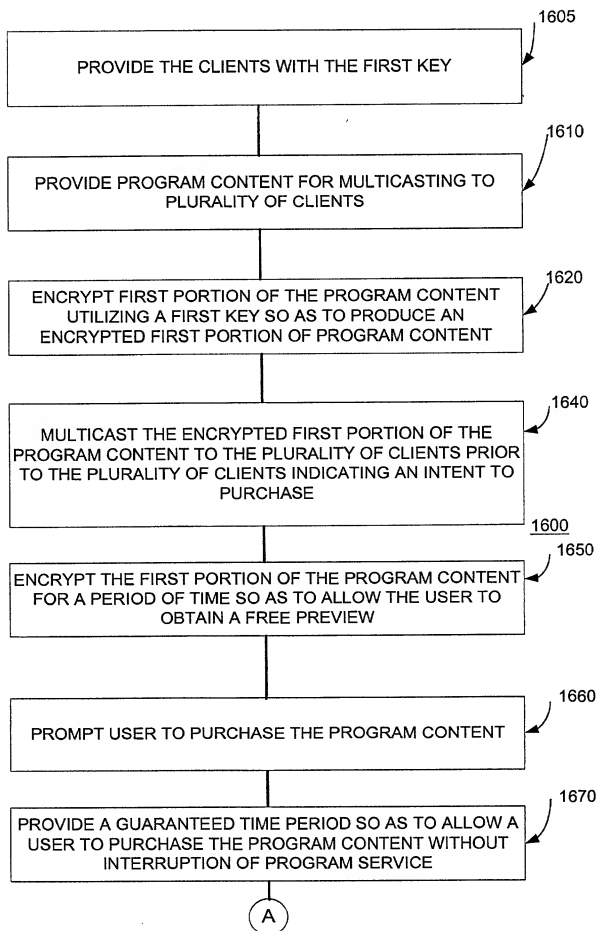 1605
PROVIDE THE CLIENTS WITH THE FIRST KEY
1610
PROVIDE PROGRAM CONTENT FOR MULTICASTING TO
PLURALITY OF CLIENTS
1620
ENCRYPT FIRST PORTION OF THE PROGRAM CONTENT
UTILIZING A FIRST KEY SO AS TO PRODUCE AN
ENCRYPTED FIRST PORTION OF PROGRAM CONTENT
1640
MULTICAST THE ENCRYPTED FIRST PORTION OF THE
PROGRAM CONTENT TO THE PLURALITY OF CLIENTS PRIOR
TO THE PLURALITY OF CLIENTS INDICATING AN INTENT TO
PURCHASE
1600
1650
ENCRYPT THE FIRST PORTION OF THE PROGRAM CONTENT
FOR A PERIOD OF TIME SO AS TO ALLOW THE USER TO
OBTAIN A FREE PREVIEW
1660
PROMPT USER TO PURCHASE THE PROGRAM CONTENT
1670
PROVIDE A GUARANTEED TIME PERIOD SO AS TO ALLOW A
USER TO PURCHASE THE PROGRAM CONTENT WITHOUT
INTERRUPTION OF PROGRAM SERVICE
A